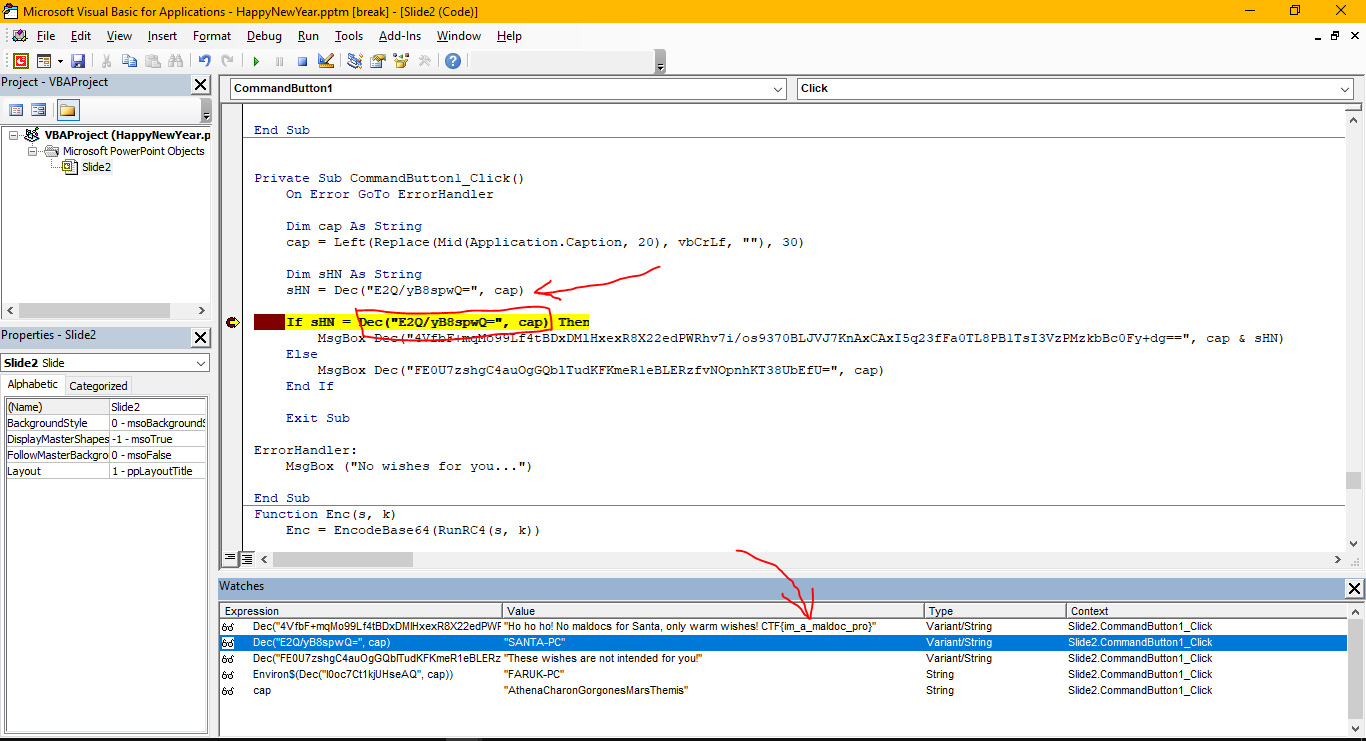 Microsoft Visual Basic for Applications - HappyNewYear.pptm [break] - [Slide2 (Code)]
File Edit View Insert Format Debug Run Tools Add-Ins Window Help
Project - VBAProject
VBAProject (HappyNewYear.p
Microsoft PowerPoint Objects
Slide2
Properties - Slide2
Slide2 Slide
Alphabetic Categorized
(Name) Slide2
BackgroundStyle 0 - msoBackgroundS
DisplayMasterShapes -1 - msoTrue
FollowMasterBackgro 0 - msoFalse
Layout 1 - ppLayoutTitle
CommandButton1 Click
End Sub
Private Sub CommandButton1_Click()
On Error GoTo ErrorHandler
Dim cap As String
cap = Left(Replace(Mid(Application.Caption, 20), vbCrLf, ""), 30)
Dim sHN As String
sHN = Dec("E2Q/yB8spwQ=", cap)
If sHN = Dec("E2Q/yB8spwQ=", cap) Then
MsgBox Dec("4VfbF+mqMo99Lf4tBDxDMlHxexR8X22edPWRhv7i/os9370BLJVJ7KnAxCAxI5q23fFa0TL8PBlTsI3VzPMzkbBc0Fy+dg==", cap & sHN)
Else
MsgBox Dec("FE0U7zshgC4auOgGQblTudKFKmeR1eBLERzfvNOpnhKT38UbEfU=", cap)
End If
Exit Sub
ErrorHandler:
MsgBox ("No wishes for you...")
End Sub
Function Enc(s, k)
Enc = EncodeBase64(RunRC4(s, k))
Watches
Expression Value Type Context
Dec("4VfbF+mqMo99Lf4tBDxDMlHxexR8X22edPWF "Ho ho ho! No maldocs for Santa, only warm wishes! CTF{im_a_maldoc_pro}" Variant/String Slide2.CommandButton1_Click
Dec("E2Q/yB8spwQ=", cap) "SANTA-PC" Variant/String Slide2.CommandButton1_Click
Dec("FE0U7zshgC4auOgGQblTudKFKmeR1eBLERz "These wishes are not intended for you!" Variant/String Slide2.CommandButton1_Click
Environ$(Dec("l0oc7Ct1kjUHseAQ", cap)) "FARUK-PC" String Slide2.CommandButton1_Click
cap "AthenaCharonGorgonesMarsThemis" String Slide2.CommandButton1_Click